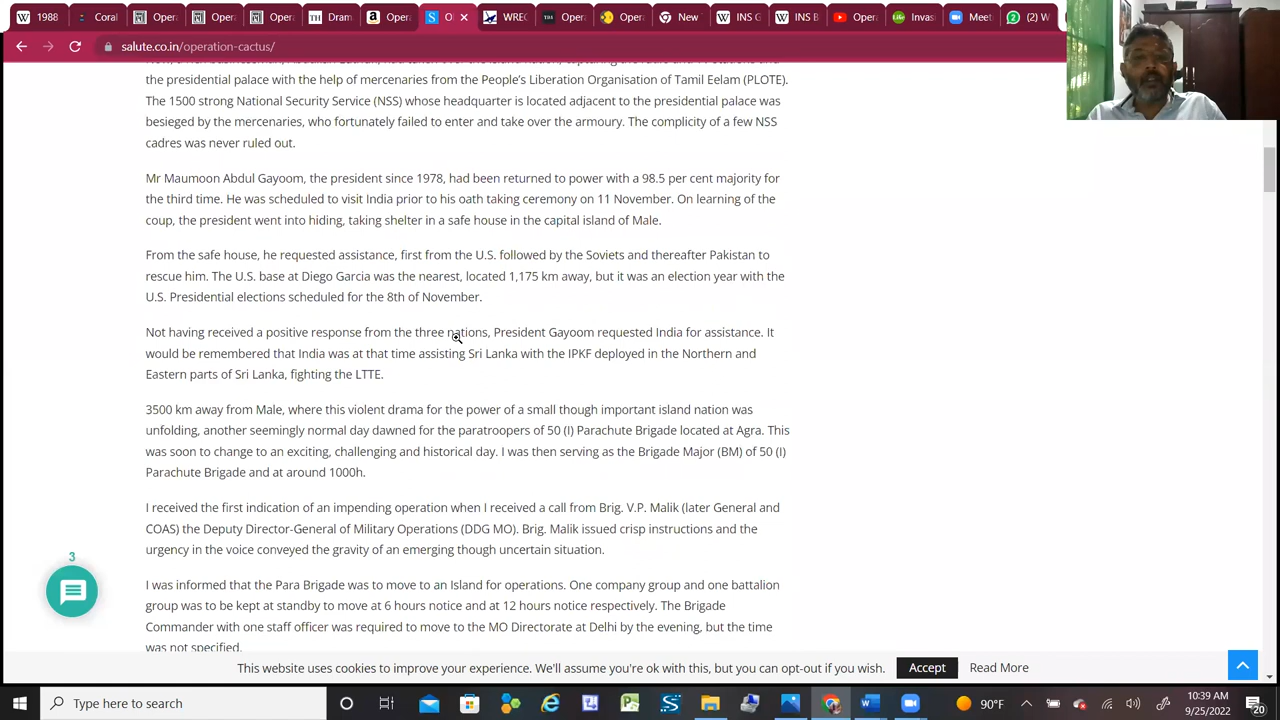 1988
Coral
Opera
Opera
Opera
Dram
Opera
O
WREC
Opera
Opera
New
INS G
INS B
Oper
Invas
Meet
(2) W
salute.co.in/operation-cactus/
the presidential palace with the help of mercenaries from the People's Liberation Organisation of Tamil Eelam (PLOTE).
The 1500 strong National Security Service (NSS) whose headquarter is located adjacent to the presidential palace was
besieged by the mercenaries, who fortunately failed to enter and take over the armoury. The complicity of a few NSS
cadres was never ruled out.
Mr Maumoon Abdul Gayoom, the president since 1978, had been returned to power with a 98.5 per cent majority for
the third time. He was scheduled to visit India prior to his oath taking ceremony on 11 November. On learning of the
coup, the president went into hiding, taking shelter in a safe house in the capital island of Male.
From the safe house, he requested assistance, first from the U.S. followed by the Soviets and thereafter Pakistan to
rescue him. The U.S. base at Diego Garcia was the nearest, located 1,175 km away, but it was an election year with the
U.S. Presidential elections scheduled for the 8th of November.
Not having received a positive response from the three nations, President Gayoom requested India for assistance. It
would be remembered that India was at that time assisting Sri Lanka with the IPKF deployed in the Northern and
Eastern parts of Sri Lanka, fighting the LTTE.
3500 km away from Male, where this violent drama for the power of a small though important island nation was
unfolding, another seemingly normal day dawned for the paratroopers of 50 (I) Parachute Brigade located at Agra. This
was soon to change to an exciting, challenging and historical day. I was then serving as the Brigade Major (BM) of 50 (I)
Parachute Brigade and at around 1000h.
I received the first indication of an impending operation when I received a call from Brig. V.P. Malik (later General and
COAS) the Deputy Director-General of Military Operations (DDG MO). Brig. Malik issued crisp instructions and the
urgency in the voice conveyed the gravity of an emerging though uncertain situation.
3
I was informed that the Para Brigade was to move to an Island for operations. One company group and one battalion
group was to be kept at standby to move at 6 hours notice and at 12 hours notice respectively. The Brigade
Commander with one staff officer was required to move to the MO Directorate at Delhi by the evening, but the time
was not specified.
This website uses cookies to improve your experience. We'll assume you're ok with this, but you can opt-out if you wish.
Accept
Read More
Type here to search
90°F
10:39 AM
9/25/2022
20